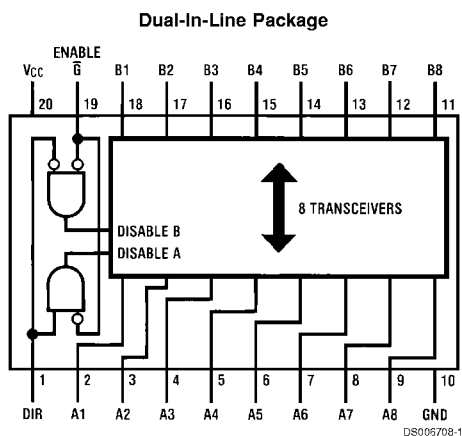 Dual-In-Line Package
ENABLE
VCC G̅ B1 B2 B3 B4 B5 B6 B7 B8
20 19 18 17 16 15 14 13 12 11
8 TRANSCEIVERS
DISABLE B
DISABLE A
1 2 3 4 5 6 7 8 9 10
DIR A1 A2 A3 A4 A5 A6 A7 A8 GND
DS006708-1